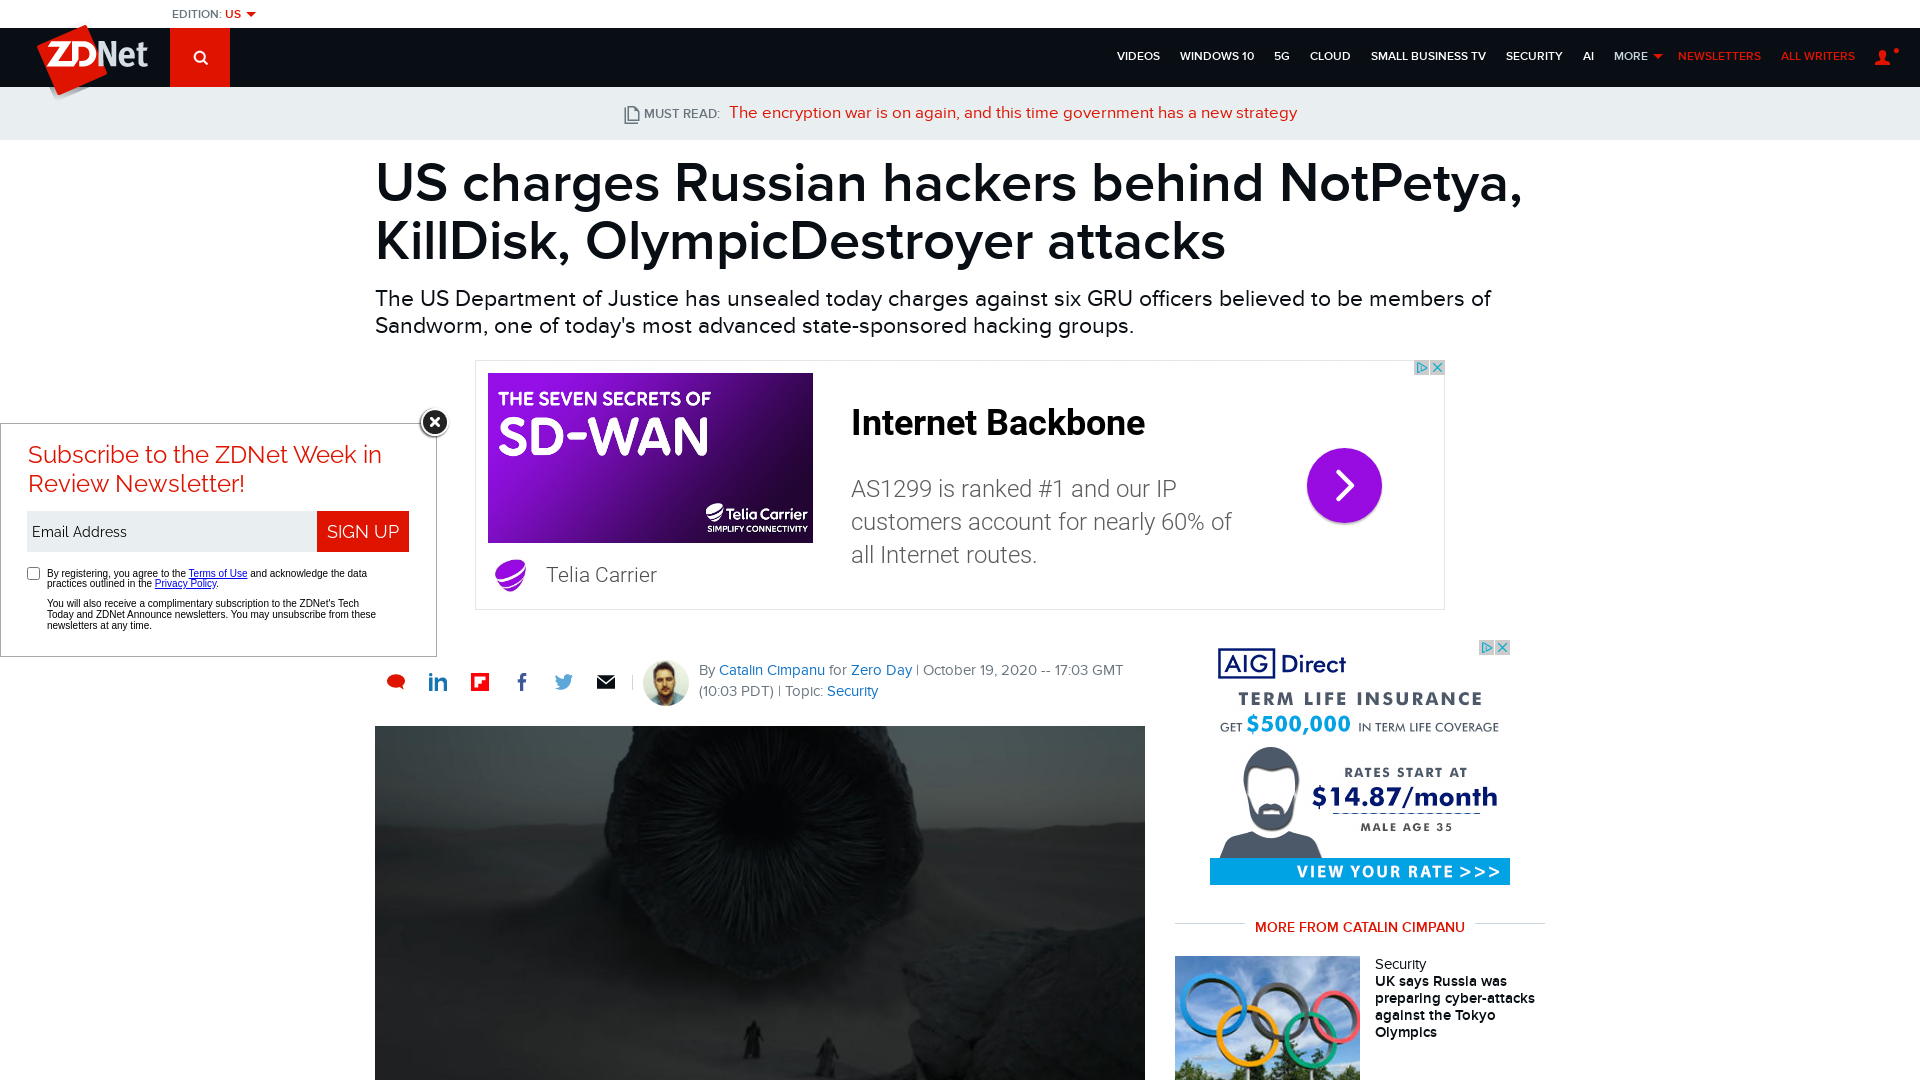 EDITION: US
ZDNet
VIDEOS WINDOWS 10 5G CLOUD SMALL BUSINESS TV SECURITY AI MORE NEWSLETTERS ALL WRITERS
MUST READ: The encryption war is on again, and this time government has a new strategy
US charges Russian hackers behind NotPetya,
KillDisk, OlympicDestroyer attacks
The US Department of Justice has unsealed today charges against six GRU officers believed to be members of
Sandworm, one of today's most advanced state-sponsored hacking groups.
THE SEVEN SECRETS OF
SD-WAN
Telia Carrier
SIMPLIFY CONNECTIVITY
Telia Carrier
Internet Backbone
AS1299 is ranked #1 and our IP
customers account for nearly 60% of
all Internet routes.
Subscribe to the ZDNet Week in
Review Newsletter!
Email Address
SIGN UP
By registering, you agree to the Terms of Use and acknowledge the data
practices outlined in the Privacy Policy.
You will also receive a complimentary subscription to the ZDNet's Tech
Today and ZDNet Announce newsletters. You may unsubscribe from these
newsletters at any time.
By Catalin Cimpanu for Zero Day | October 19, 2020 -- 17:03 GMT
(10:03 PDT) | Topic: Security
AIG Direct
TERM LIFE INSURANCE
GET $500,000 IN TERM LIFE COVERAGE
RATES START AT
$14.87/month
MALE AGE 35
VIEW YOUR RATE >>>
MORE FROM CATALIN CIMPANU
Security
UK says Russia was
preparing cyber-attacks
against the Tokyo
Olympics